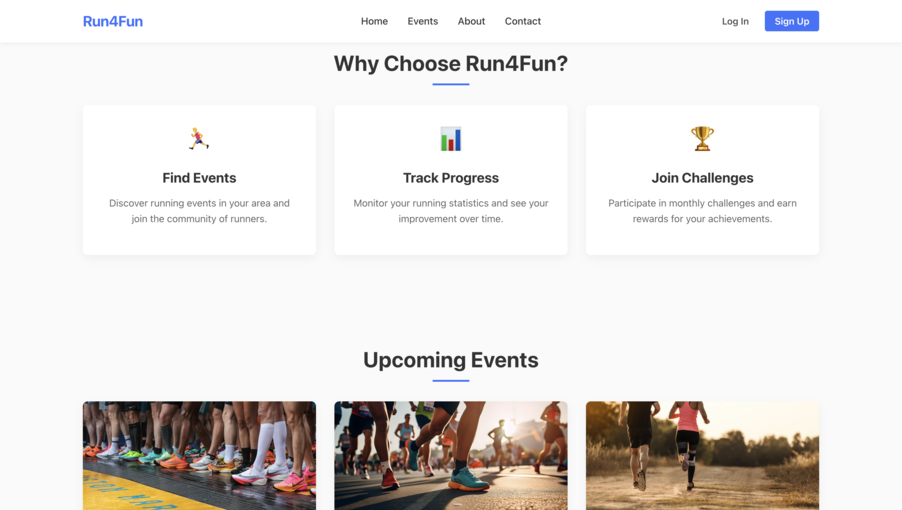 Run4Fun
Home
Events
About
Contact
Log In
Sign Up
Why Choose Run4Fun?
Find Events
Discover running events in your area and
join the community of runners.
Track Progress
Monitor your running statistics and see your
improvement over time.
Join Challenges
Participate in monthly challenges and earn
rewards for your achievements.
Upcoming Events